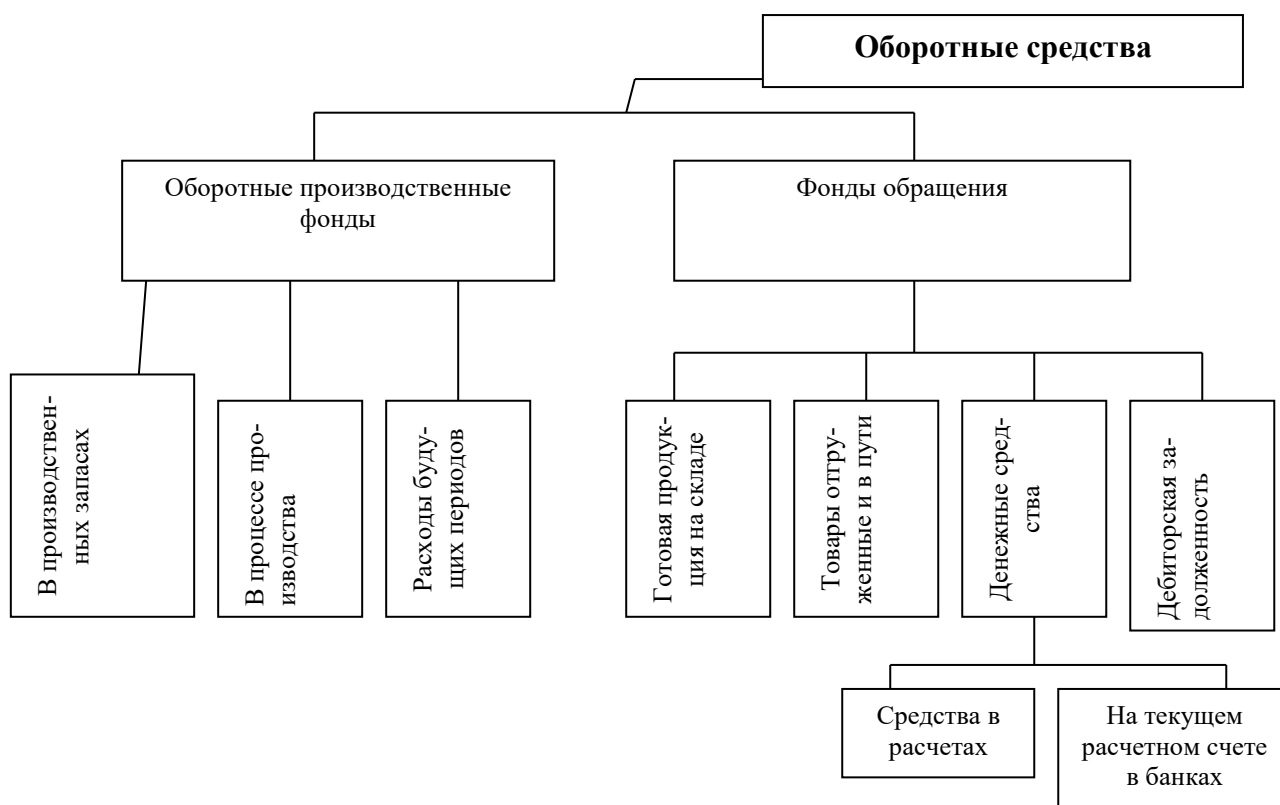 Оборотные средства
Оборотные производственные
фонды
Фонды обращения
В производствен-
ных запасах
В процессе про-
изводства
Расходы буду-
щих периодов
Готовая продук-
ция на складе
Товары отгру-
женные и в пути
Денежные сред-
ства
Дебиторская за-
долженность
Средства в
расчетах
На текущем
расчетном счете
в банках